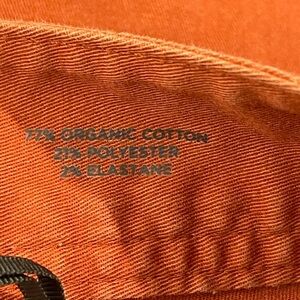 77% ORGANIC COTTON
21% POLYESTER
2% ELASTANE